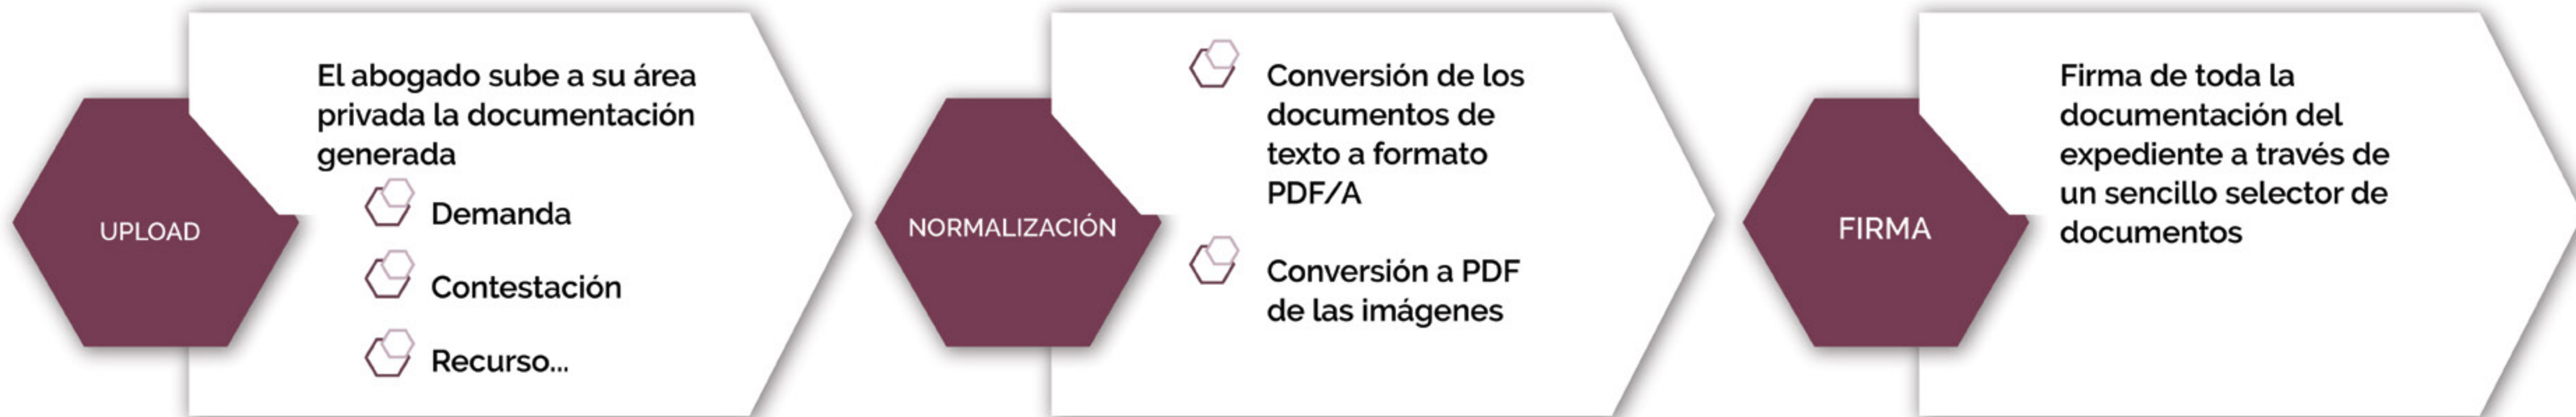 UPLOAD
El abogado sube a su área
privada la documentación
generada
Demanda
Contestación
Recurso...
NORMALIZACIÓN
Conversión de los
documentos de
texto a formato
PDF/A
Conversión a PDF
de las imágenes
FIRMA
Firma de toda la
documentación del
expediente a través de
un sencillo selector de
documentos